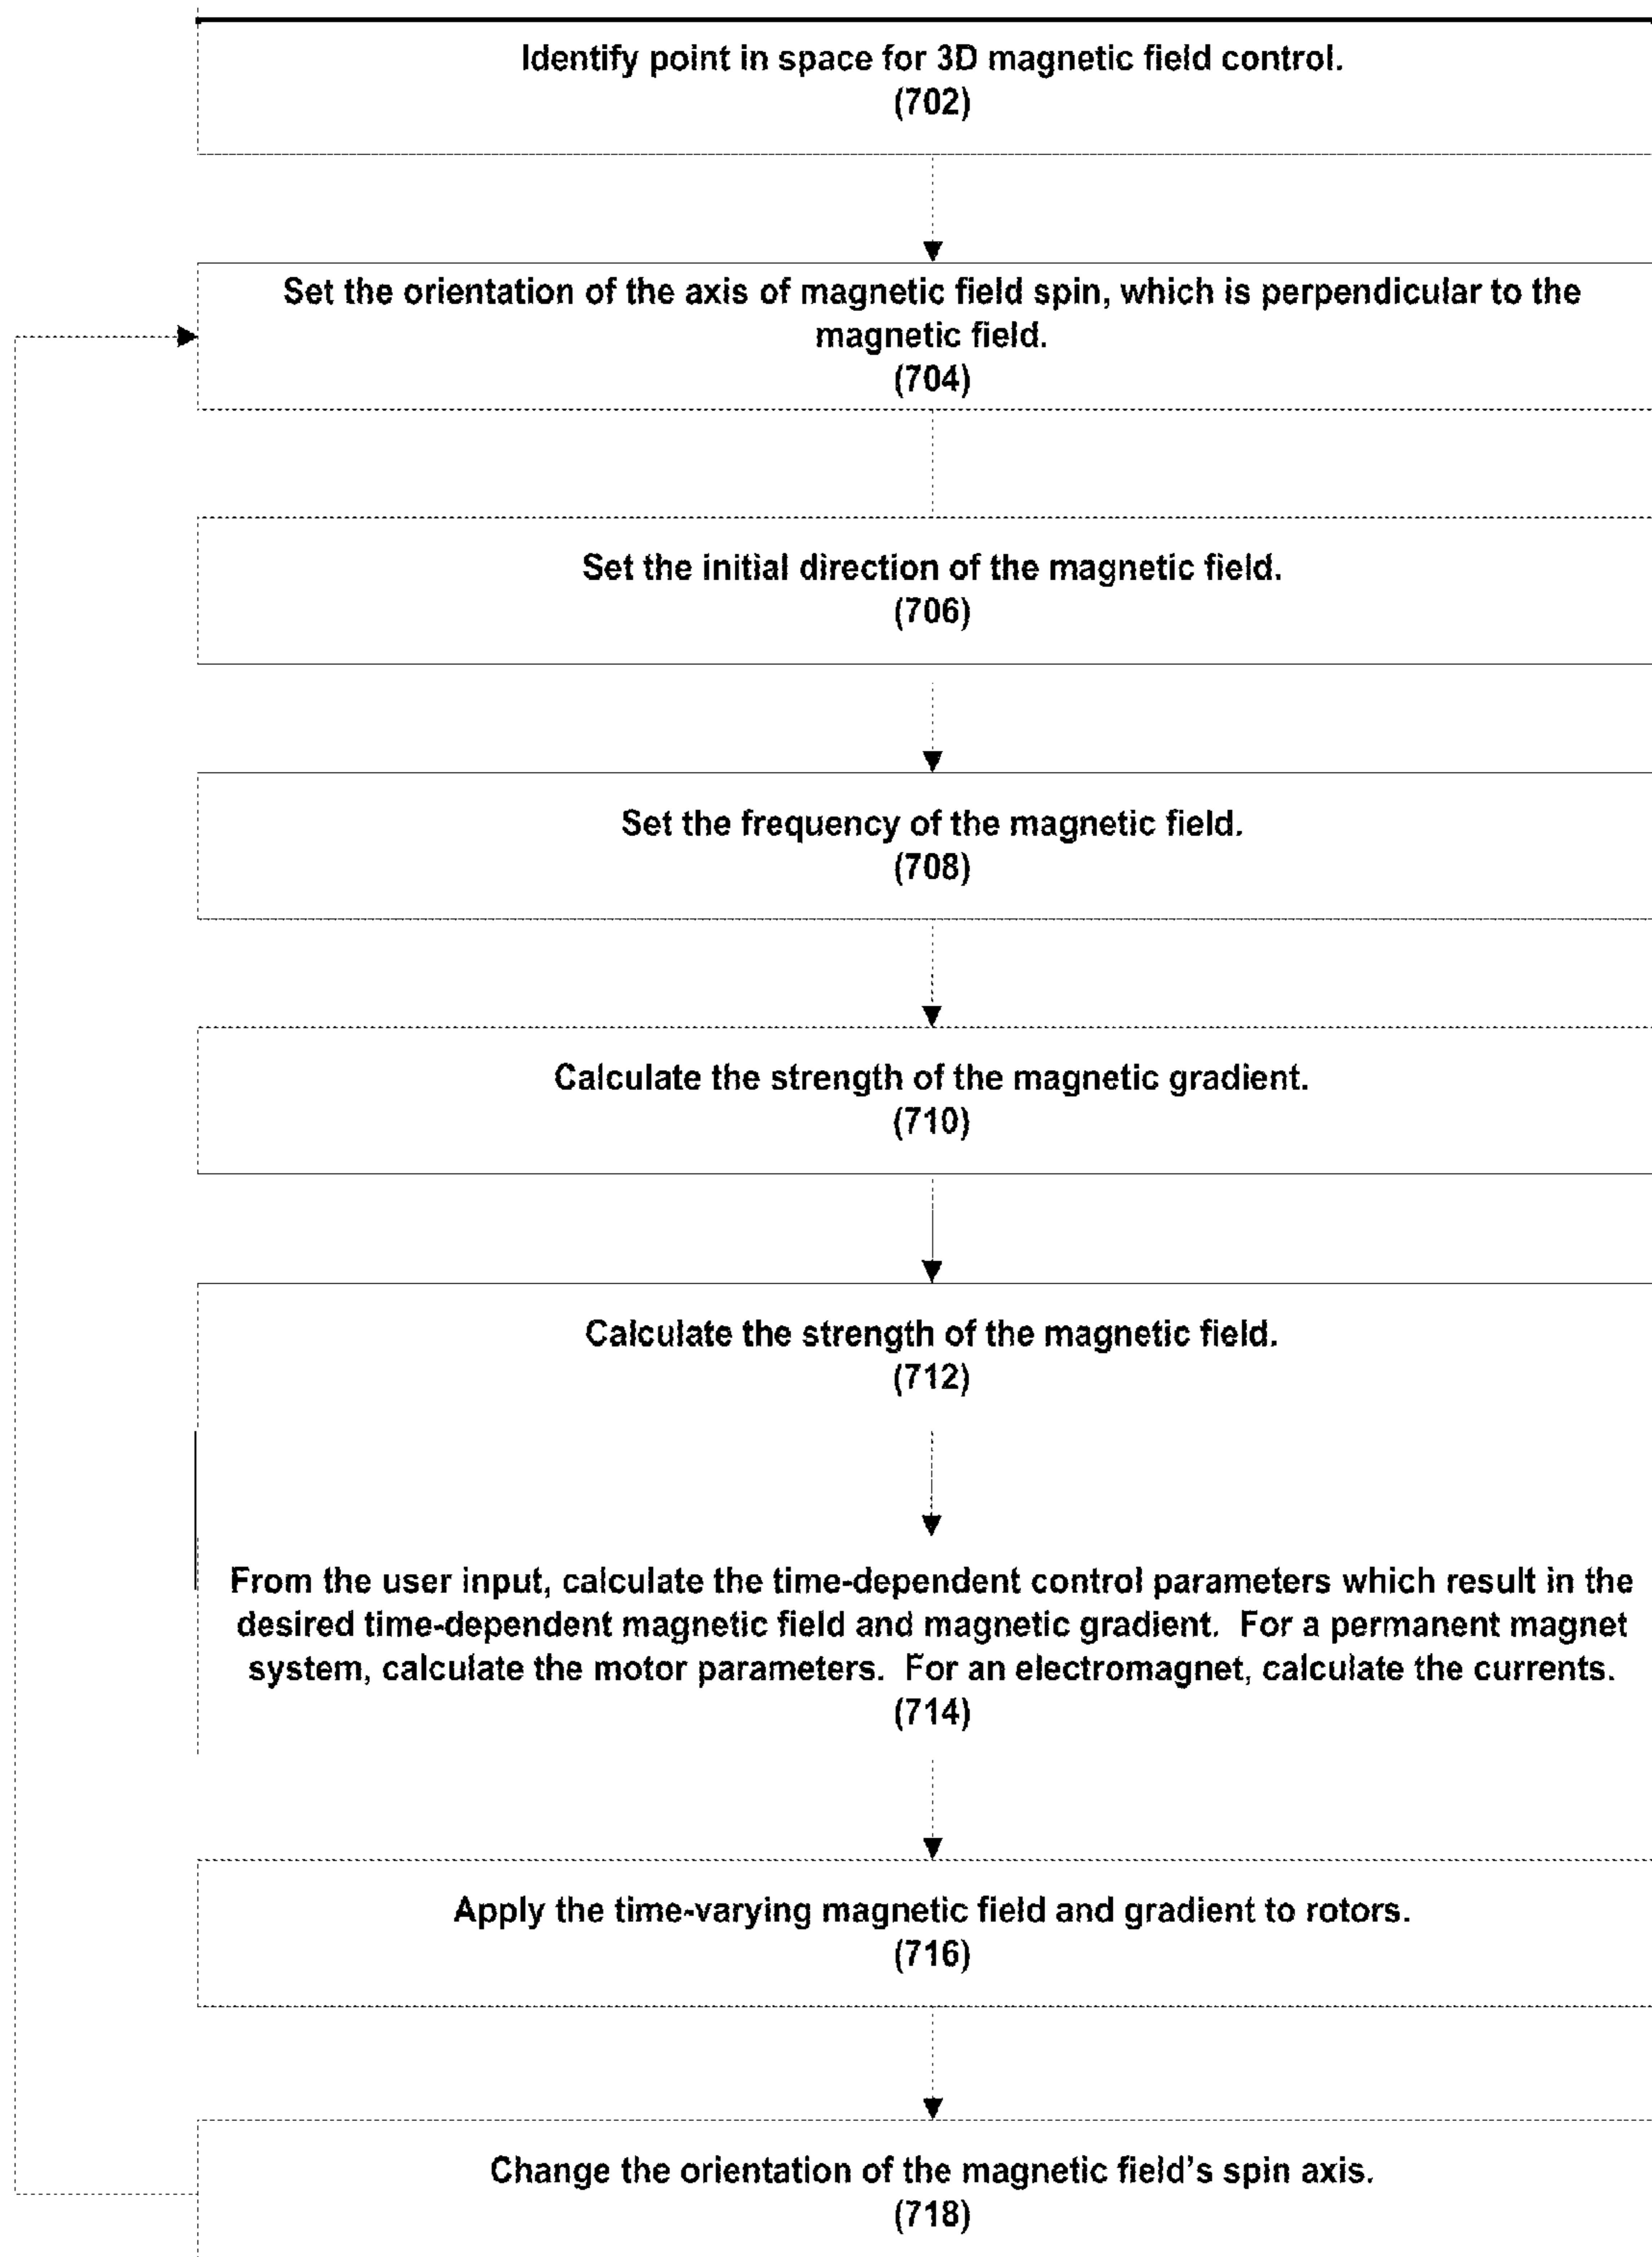 Identify point in space for 3D magnetic field control.
(702)
Set the orientation of the axis of magnetic field spin, which is perpendicular to the
magnetic field.
(704)
Set the initial direction of the magnetic field.
(706)
Set the frequency of the magnetic field.
(708)
Calculate the strength of the magnetic gradient.
(710)
Calculate the strength of the magnetic field.
(712)
From the user input, calculate the time-dependent control parameters which result in the
desired time-dependent magnetic field and magnetic gradient. For a permanent magnet
system, calculate the motor parameters. For an electromagnet, calculate the currents.
(714)
Apply the time-varying magnetic field and gradient to rotors.
(716)
Change the orientation of the magnetic field's spin axis.
(718)